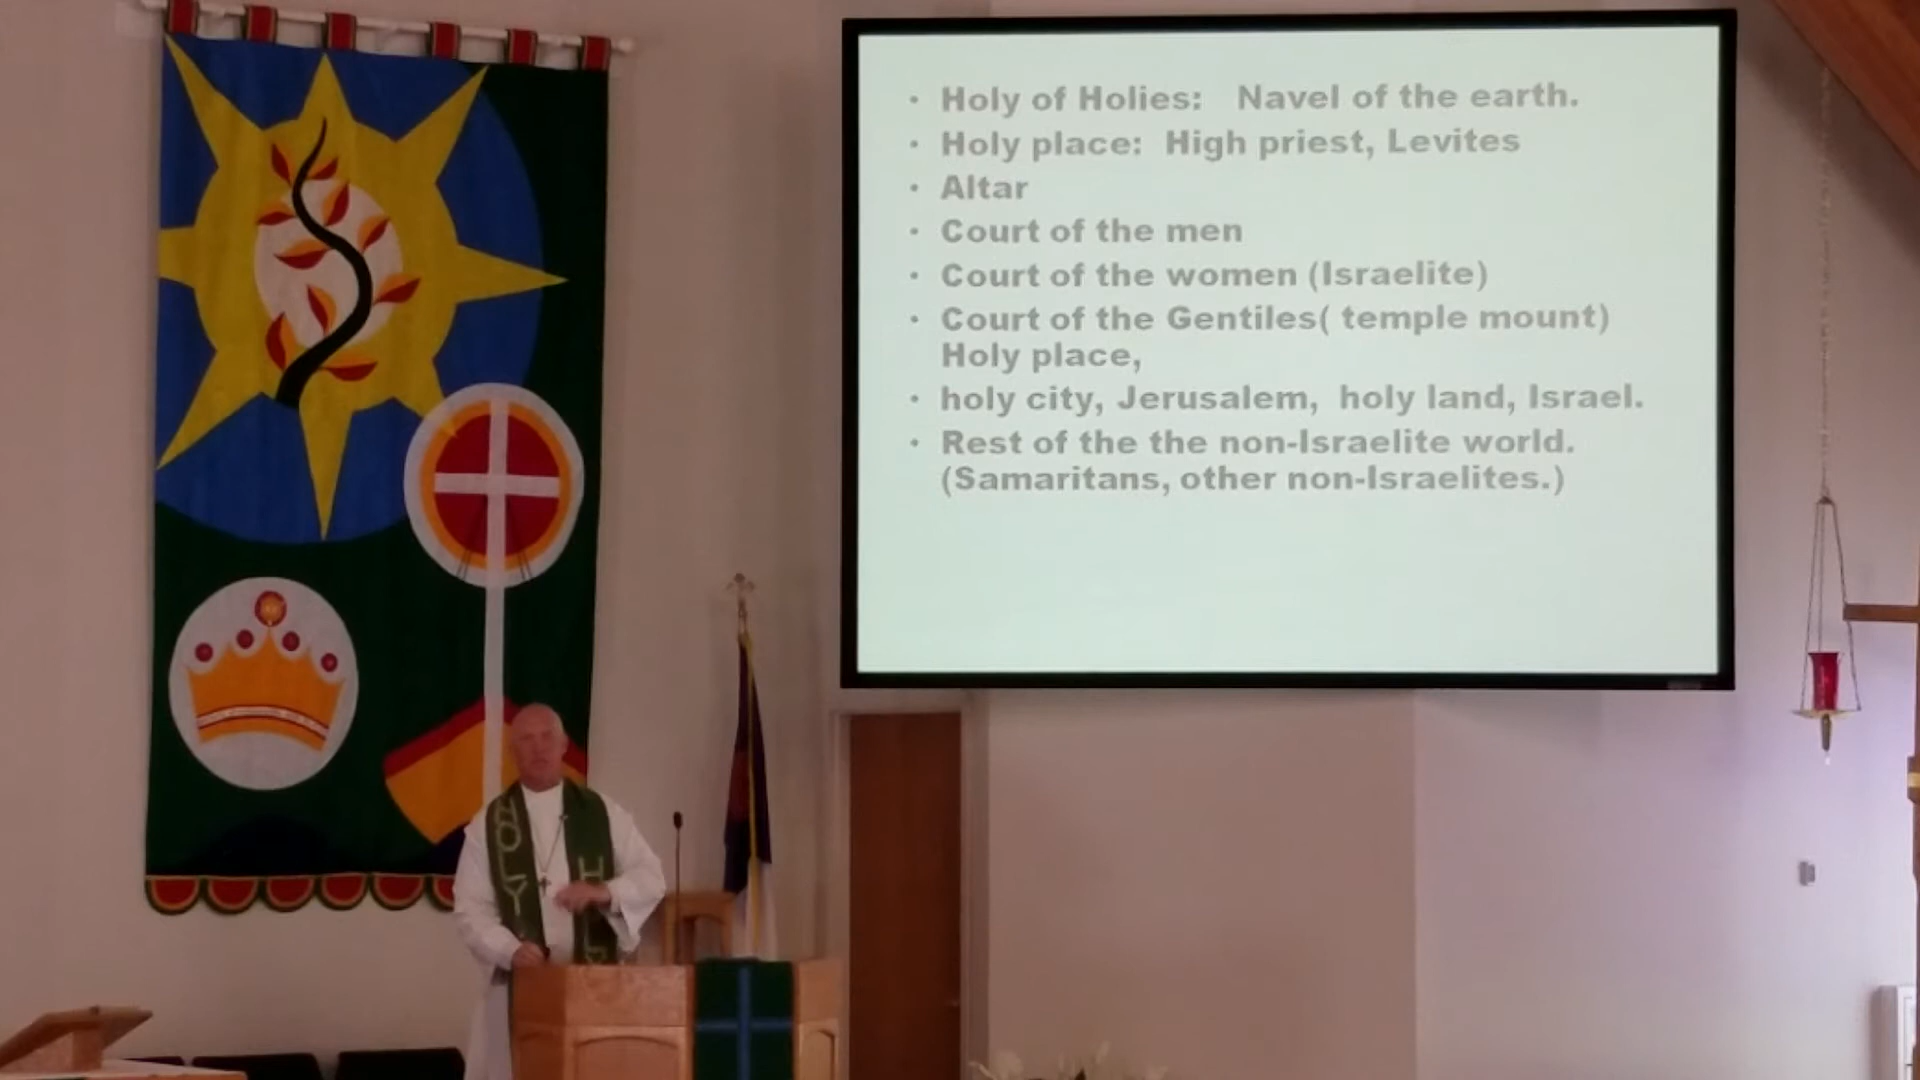 • Holy of Holies: Navel of the earth.
• Holy place: High priest, Levites
• Altar
• Court of the men
• Court of the women (Israelite)
• Court of the Gentiles( temple mount)
Holy place,
• holy city, Jerusalem, holy land, Israel.
• Rest of the the non-Israelite world.
(Samaritans, other non-Israelites.)
HOLY